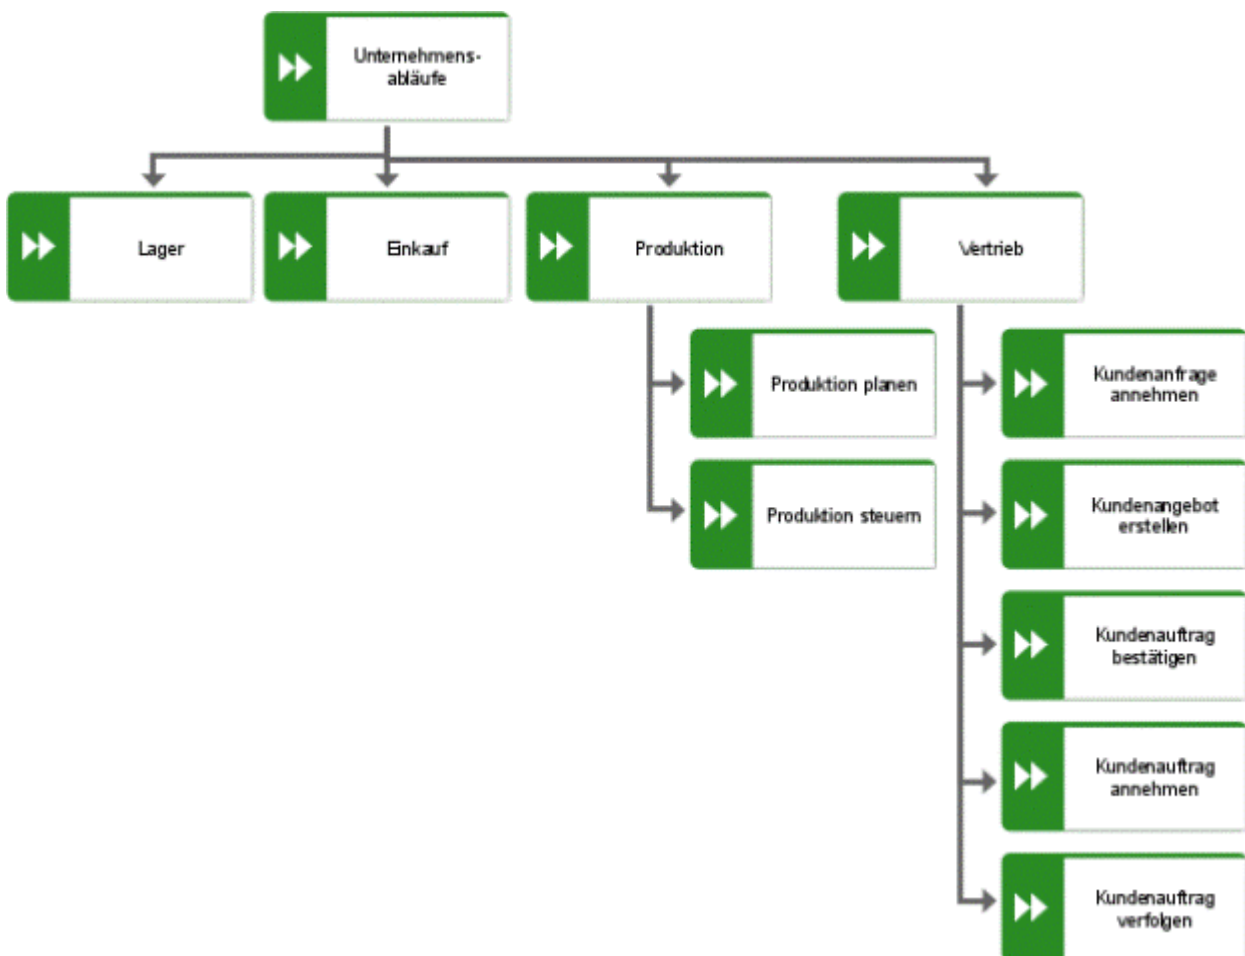 Unternehmens-
abläufe
Lager
Einkauf
Produktion
Vertrieb
Produktion planen
Kundenanfrage
annehmen
Produktion steuern
Kundenangebot
erstellen
Kundenauftrag
bestätigen
Kundenauftrag
annehmen
Kundenauftrag
verfolgen